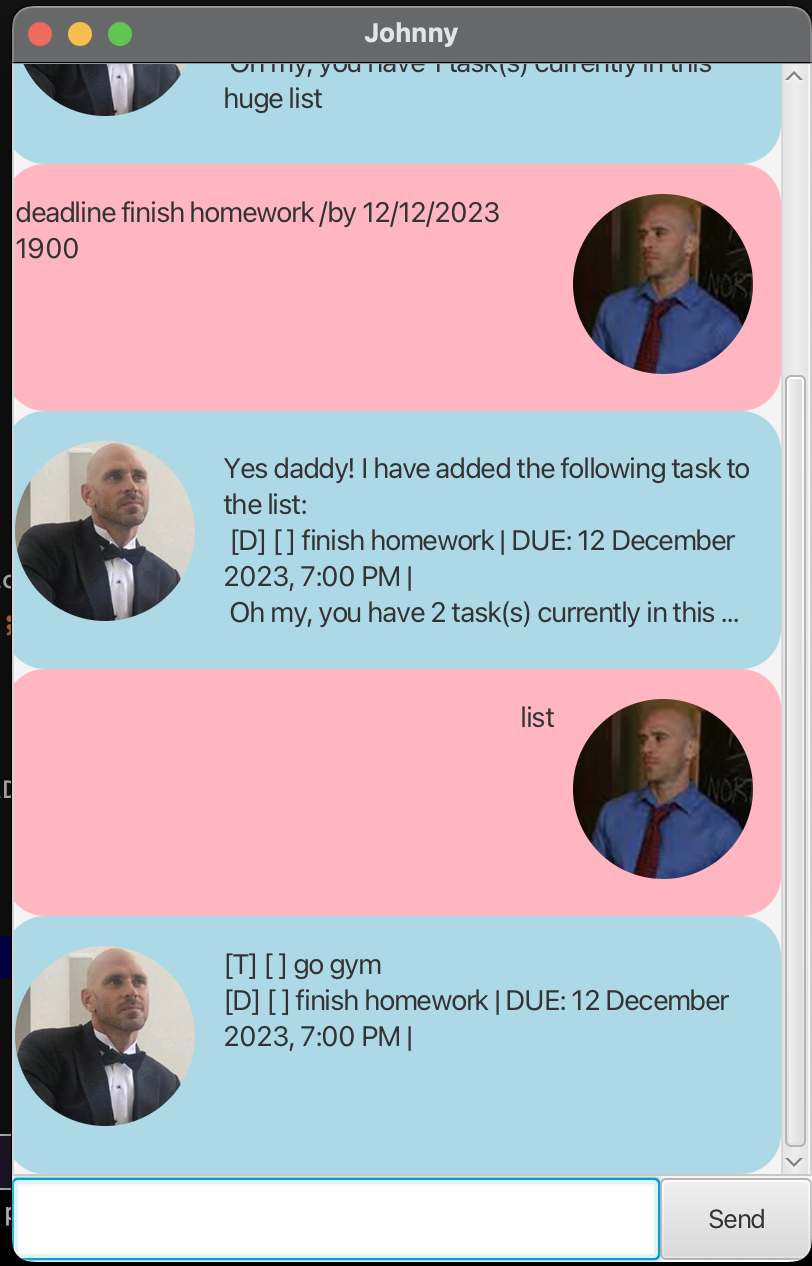 Johnny
Oh my, you have 1 task(s) currently in this
huge list
deadline finish homework /by 12/12/2023
1900
Yes daddy! I have added the following task to
the list:
[D] [ ] finish homework | DUE: 12 December
2023, 7:00 PM |
Oh my, you have 2 task(s) currently in this ...
list
[T] [ ] go gym
[D] [ ] finish homework | DUE: 12 December
2023, 7:00 PM |
Send